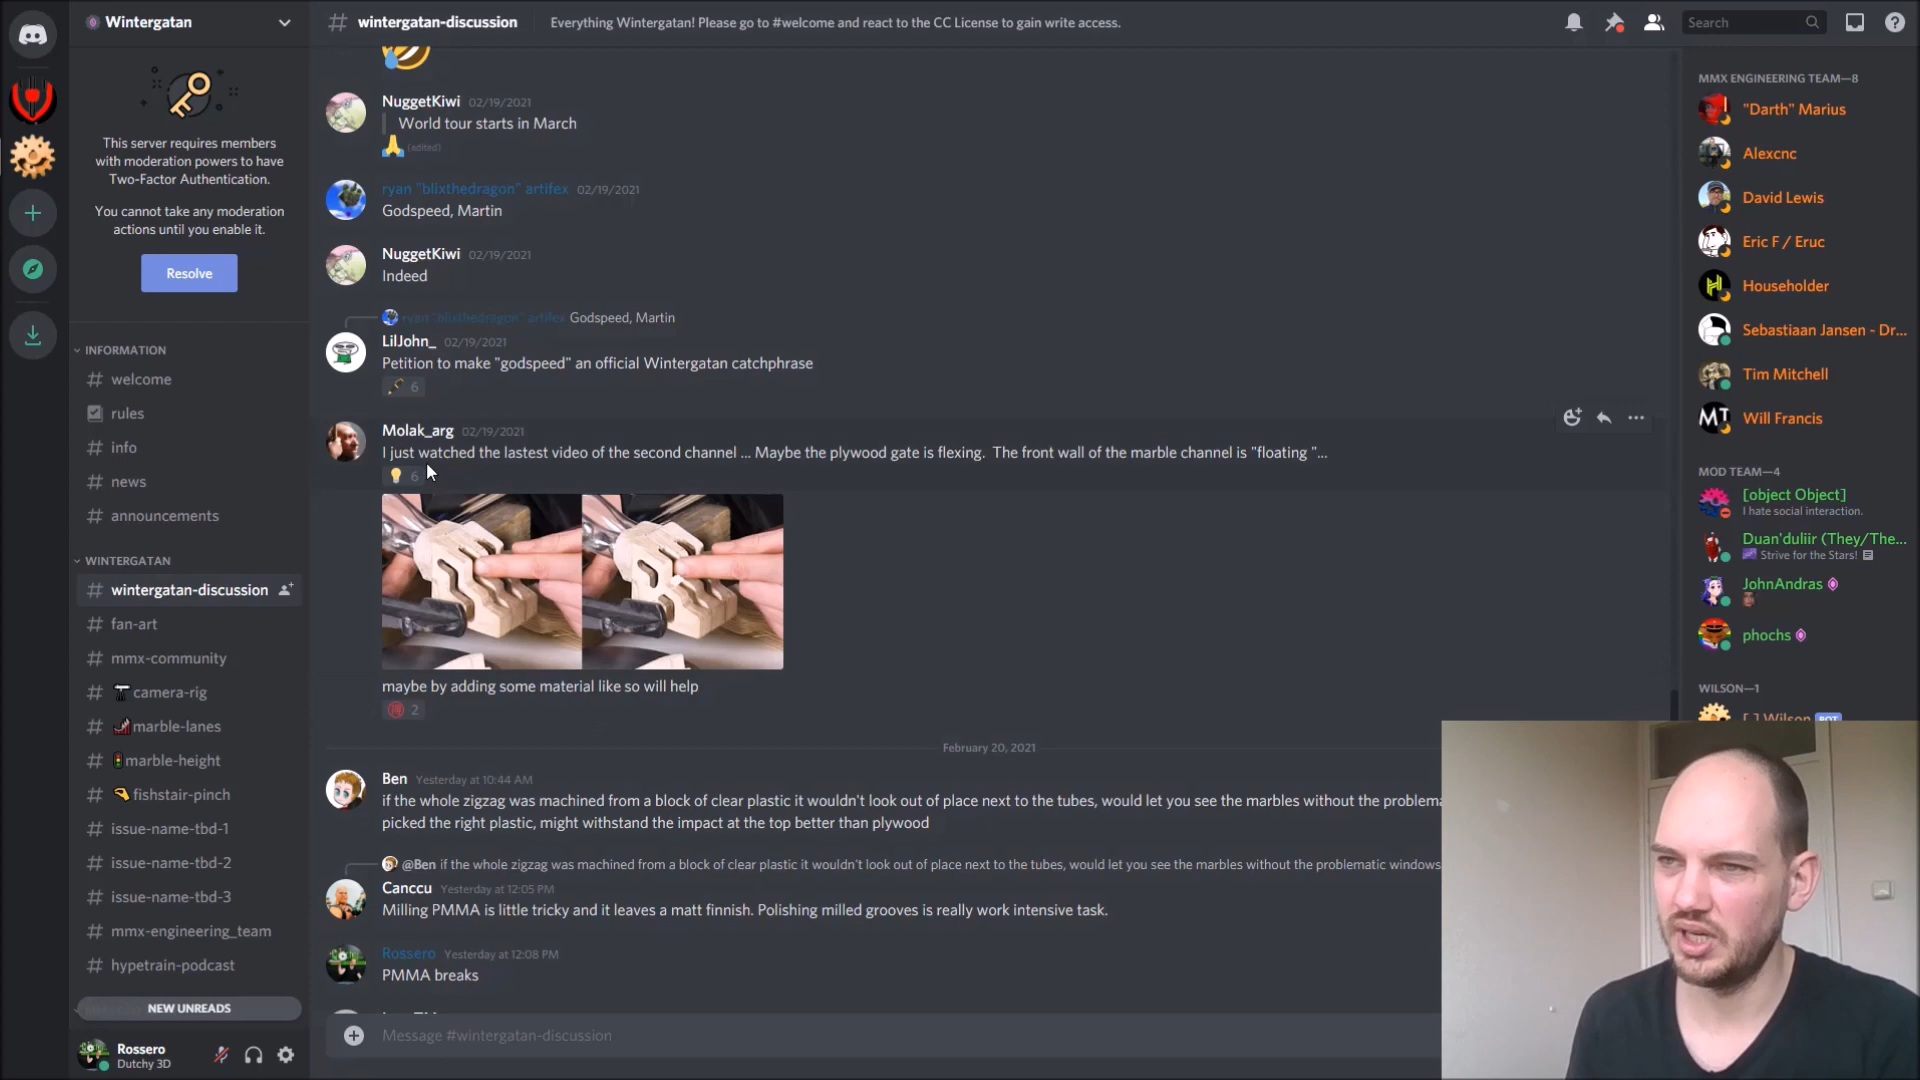 Wintergatan
wintergatan-discussion
Everything Wintergatan! Please go to #welcome and react to the CC License to gain write access.
Search
This server requires members
with moderation powers to have
Two-Factor Authentication.
You cannot take any moderation
actions until you enable it.
Resolve
INFORMATION
welcome
rules
info
news
announcements
WINTERGATAN
wintergatan-discussion
fan-art
mmx-community
camera-rig
marble-lanes
marble-height
fishstair-pinch
issue-name-tbd-1
issue-name-tbd-2
issue-name-tbd-3
mmx-engineering_team
hypetrain-podcast
NEW UNREADS
Rossero
Dutchy 3D
NuggetKiwi 02/19/2021
World tour starts in March
(edited)
ryan "blixthedragon" artifex 02/19/2021
Godspeed, Martin
NuggetKiwi 02/19/2021
Indeed
ryan "blixthedragon" artifex Godspeed, Martin
LilJohn_ 02/19/2021
Petition to make "godspeed" an official Wintergatan catchphrase
6
Molak_arg 02/19/2021
I just watched the lastest video of the second channel ... Maybe the plywood gate is flexing. The front wall of the marble channel is "floating "...
6
maybe by adding some material like so will help
2
February 20, 2021
Ben Yesterday at 10:44 AM
if the whole zigzag was machined from a block of clear plastic it wouldn't look out of place next to the tubes, would let you see the marbles without the
picked the right plastic, might withstand the impact at the top better than plywood
@Ben if the whole zigzag was machined from a block of clear plastic it wouldn't look out of place next to the tubes, would let you see the marbles without the problematic windows
Canccu Yesterday at 12:05 PM
Milling PMMA is little tricky and it leaves a matt finnish. Polishing milled grooves is really work intensive task.
Rossero Yesterday at 12:08 PM
PMMA breaks
Message #wintergatan-discussion
MMX ENGINEERING TEAM—8
"Darth" Marius
Alexcnc
David Lewis
Eric F / Eruc
Householder
Sebastiaan Jansen - Dr...
Tim Mitchell
MT Will Francis
MOD TEAM—4
[object Object]
I hate social interaction.
Duan'duliir (They/The...
Strive for the Stars!
JohnAndras
phochs
WILSON—1
[.] Wilson BOT